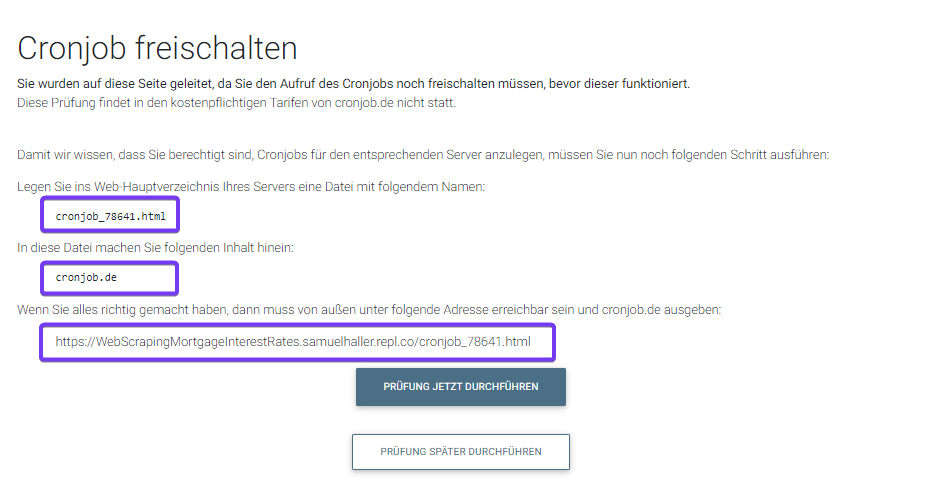 Cronjob freischalten
Sie wurden auf diese Seite geleitet, da Sie den Aufruf des Cronjobs noch freischalten müssen, bevor dieser funktioniert.
Diese Prüfung findet in den kostenpflichtigen Tarifen von cronjob.de nicht statt.
Damit wir wissen, dass Sie berechtigt sind, Cronjobs für den entsprechenden Server anzulegen, müssen Sie nun noch folgenden Schritt ausführen:
Legen Sie ins Web-Hauptverzeichnis Ihres Servers eine Datei mit folgendem Namen:
cronjob_78641.html
In diese Datei machen Sie folgenden Inhalt hinein:
cronjob.de
Wenn Sie alles richtig gemacht haben, dann muss von außen unter folgende Adresse erreichbar sein und cronjob.de ausgeben:
https://WebScrapingMortgageInterestRates.samuelhaller.repl.co/cronjob_78641.html
PRÜFUNG JETZT DURCHFÜHREN
PRÜFUNG SPÄTER DURCHFÜHREN